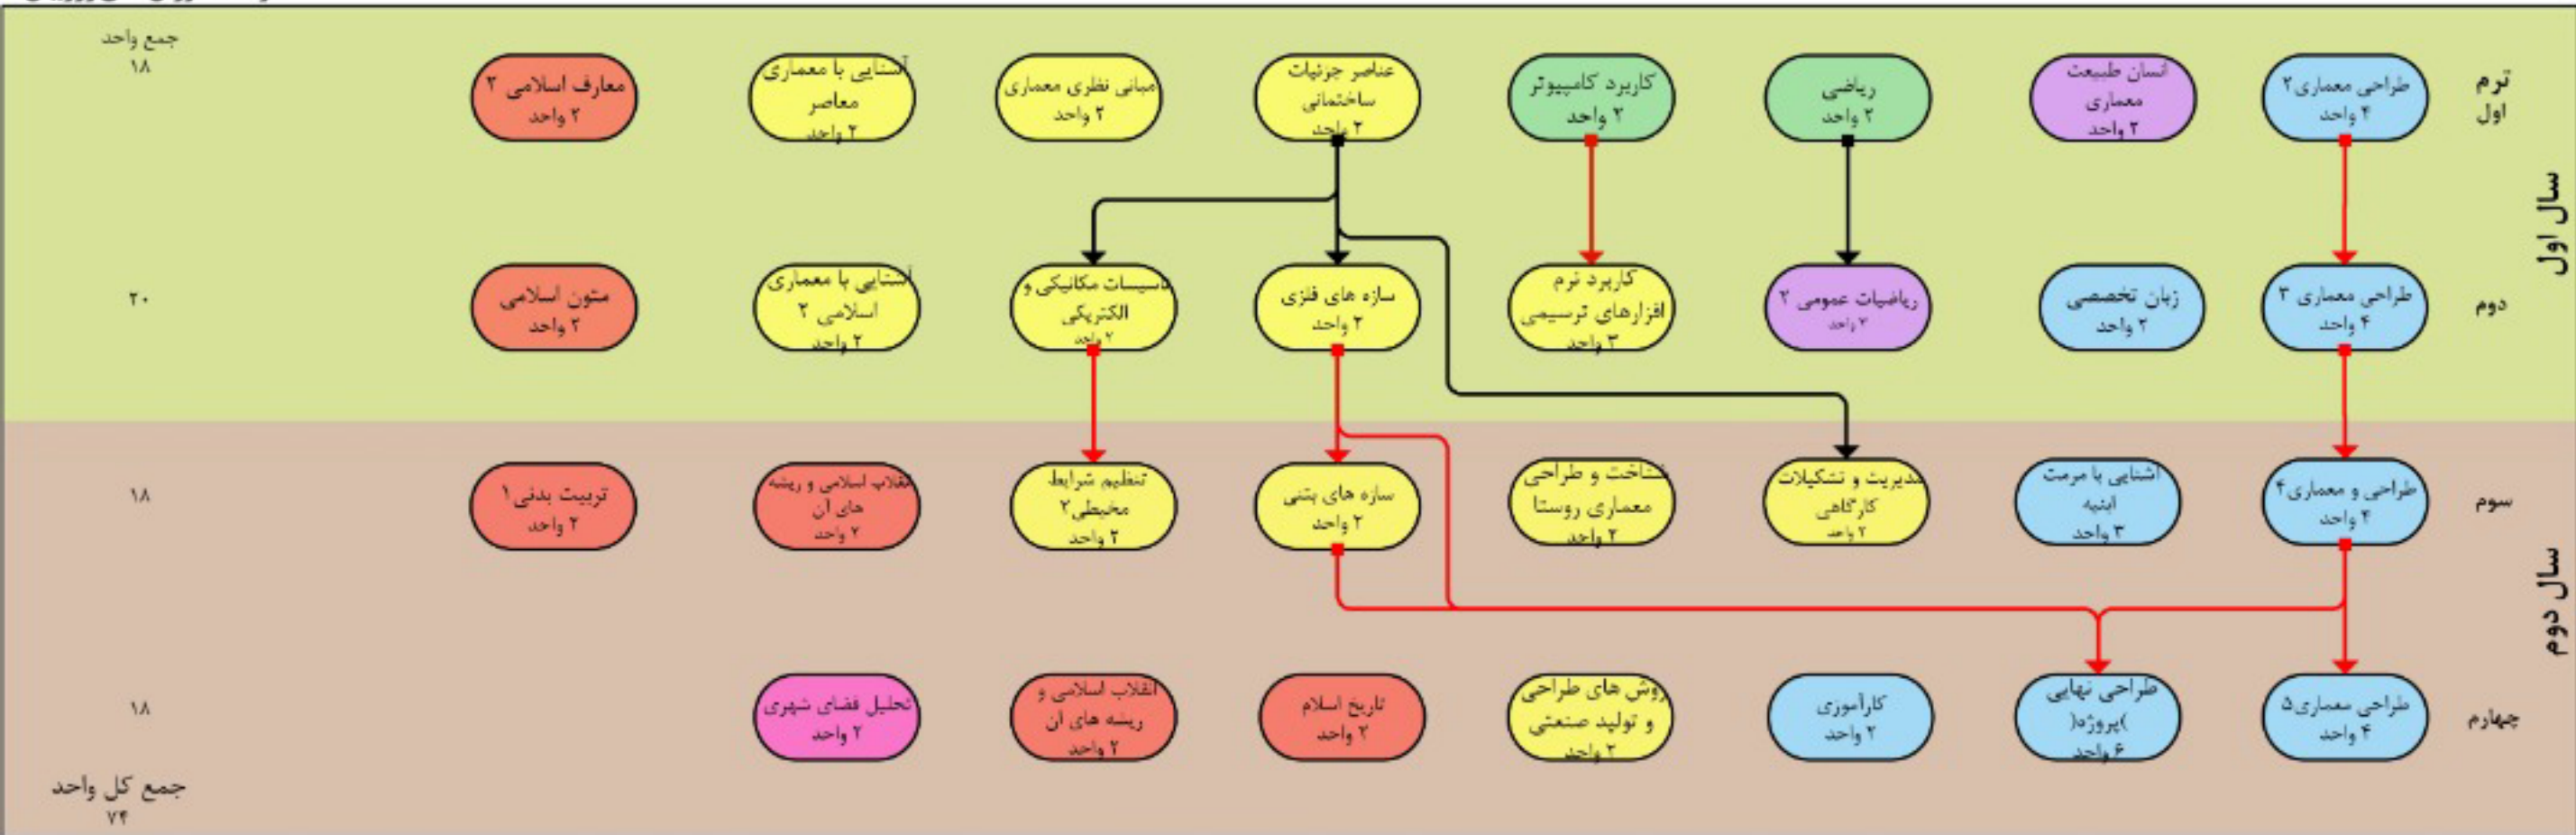 ترم
اول
طراحی معماری۲
۴ واحد
انسان طبیعت
معماری
۲ واحد
ریاضی
۲ واحد
کاربرد کامپیوتر
۲ واحد
عناصر جزئیات
ساختمانی
۲ واحد
مبانی نظری معماری
۲ واحد
آشنایی با معماری
معاصر
۲ واحد
معارف اسلامی ۲
۲ واحد
جمع واحد
۱۸
سال اول
دوم
طراحی معماری ۳
۴ واحد
زبان تخصصی
۲ واحد
ریاضیات عمومی ۲
کاربرد نرم
افزارهای ترسیمی
۳ واحد
سازه های فلزی
۲ واحد
تاسیسات مکانیکی و
الکتریکی
۲ واحد
آشنایی با معماری
اسلامی ۲
۲ واحد
متون اسلامی
۲ واحد
۲۰
سوم
طراحی و معماری۴
۴ واحد
آشنایی با مرمت
ابنیه
۳ واحد
مدیریت و تشکیلات
کارگاهی
۲ واحد
شناخت و طراحی
معماری روستا
۲ واحد
سازه های بتنی
۲ واحد
تنظیم شرایط
محیطی۲
۲ واحد
انقلاب اسلامی و ریشه
های آن
۲ واحد
تربیت بدنی۱
۲ واحد
۱۸
سال دوم
چهارم
طراحی معماری۵
۴ واحد
طراحی نهایی
)پروژه(
۶ واحد
کارآموزی
۲ واحد
روش های طراحی
و تولید صنعتی
۲ واحد
تاریخ اسلام
۲ واحد
انقلاب اسلامی و
ریشه های آن
۲ واحد
تحلیل فضای شهری
۲ واحد
۱۸
جمع کل واحد
۷۴